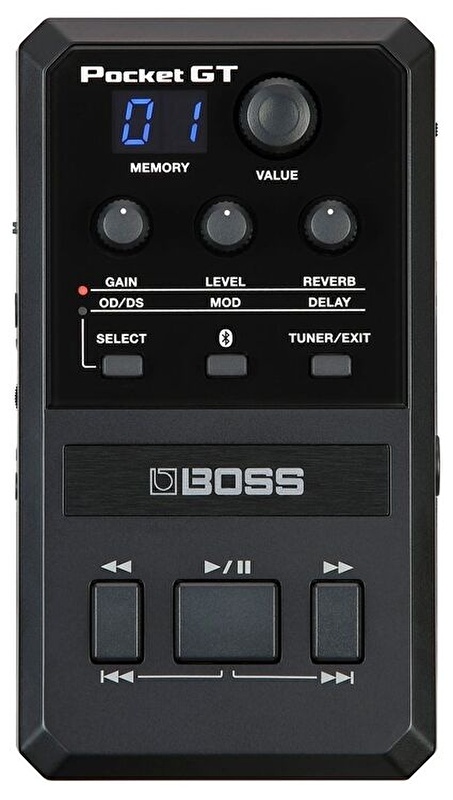 Pocket GT
01
MEMORY
VALUE
GAIN LEVEL REVERB
OD/DS MOD DELAY
SELECT TUNER/EXIT
BOSS